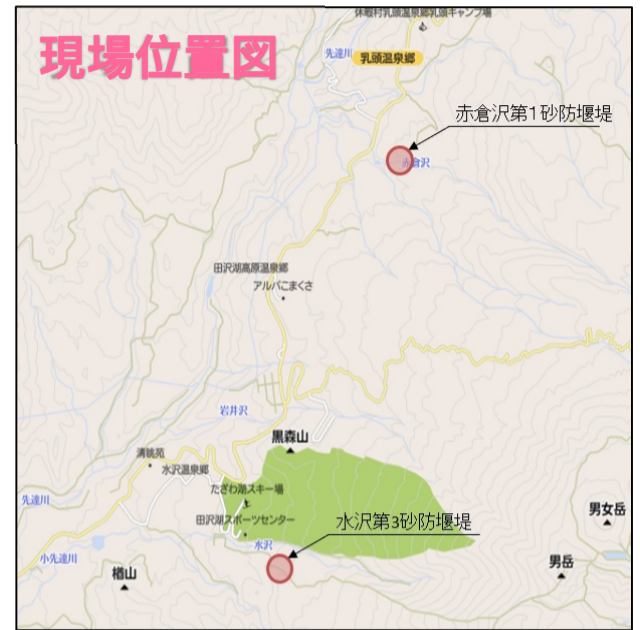 休暇村乳頭温泉郷乳頭キャンプ場
現場位置図
先達川
乳頭温泉郷
赤倉沢第1砂防堰堤
赤倉沢
田沢湖高原温泉郷
アルパこまくさ
岩井沢
黒森山
清眺苑
水沢温泉郷
たざわ湖スキー場
先達川
田沢湖スポーツセンター
水沢第3砂防堰堤
男女岳
水沢
小先達川
男岳
楢山